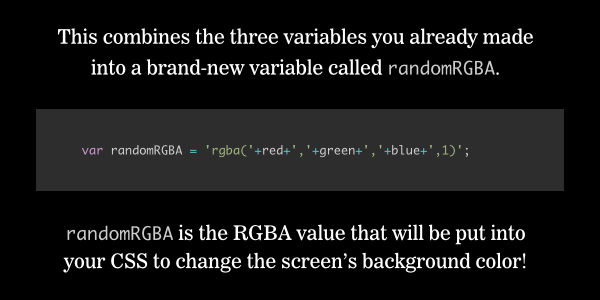 This combines the three variables you already made
into a brand-new variable called randomRGBA.
var randomRGBA = 'rgba('+red+','+green+','+blue+',1)';
randomRGBA is the RGBA value that will be put into
your CSS to change the screen’s background color!